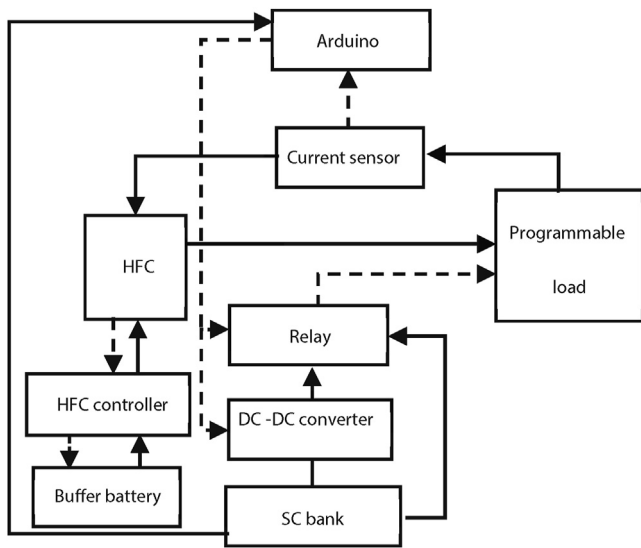 Arduino
Current sensor
Programmable
load
HFC
Relay
HFC controller
DC -DC converter
Buffer battery
SC bank